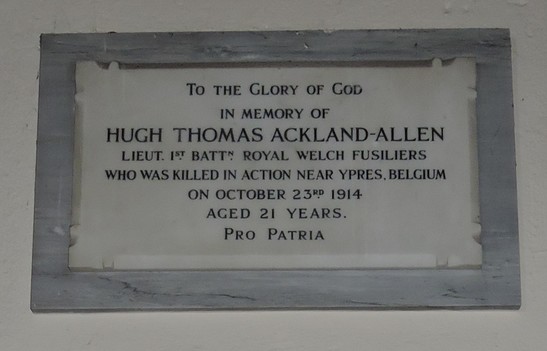 TO THE GLORY OF GOD
IN MEMORY OF
HUGH THOMAS ACKLAND-ALLEN
LIEUT. 1ST BATTN ROYAL WELCH FUSILIERS
WHO WAS KILLED IN ACTION NEAR YPRES, BELGIUM
ON OCTOBER 23RD 1914
AGED 21 YEARS.
PRO PATRIA